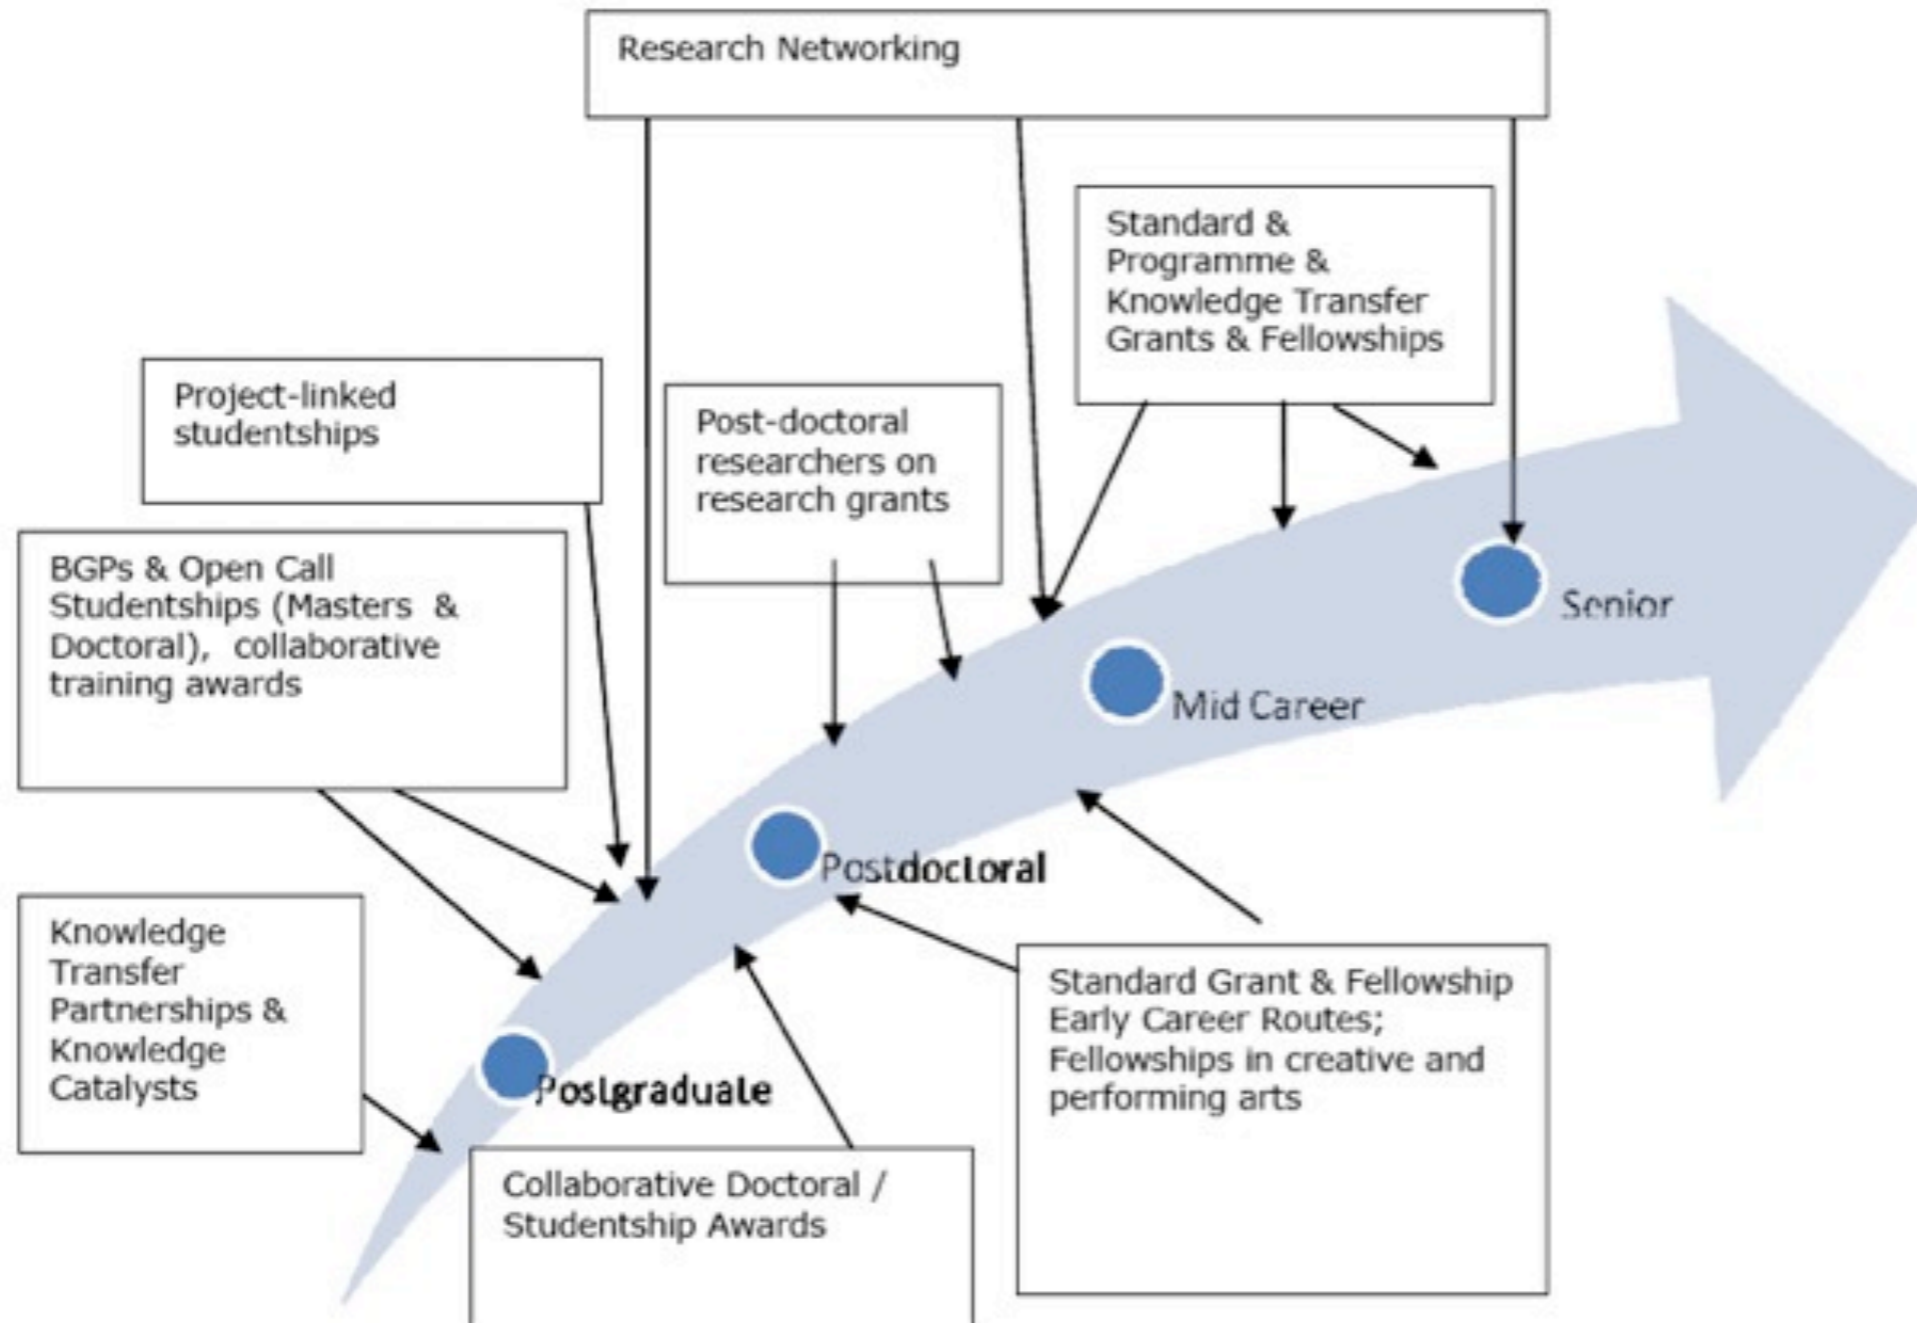 Research Networking
Standard &
Programme &
Knowledge Transfer
Grants & Fellowships
Project-linked
studentships
Post-doctoral
researchers on
research grants
BGPs & Open Call
Studentships (Masters & 
Doctoral), collaborative
training awards
Senior
Mid Career
Postdoctoral
Knowledge
Transfer
Partnerships &
Knowledge
Catalysts
Standard Grant & Fellowship
Early Career Routes;
Fellowships in creative and
performing arts
Postgraduate
Collaborative Doctoral /
Studentship Awards